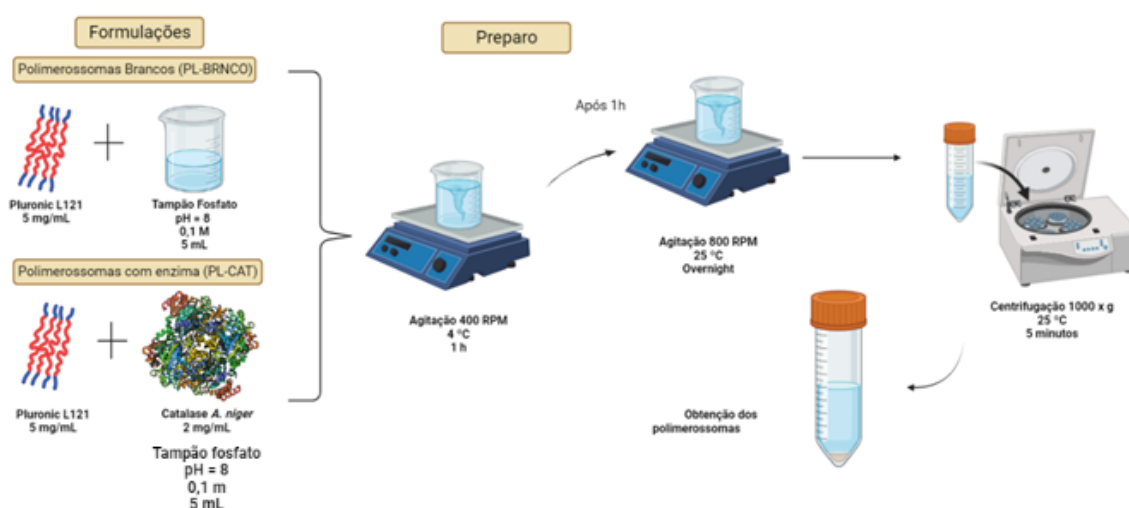 Formulações
Polimerossomas Brancos (PL-BRNCO)
Pluronic L121
5 mg/mL
Tampão Fosfato
pH = 8
0,1 M
5 mL
Polimerossomas com enzima (PL-CAT)
Pluronic L121
5 mg/mL
Catalase A. niger
2 mg/mL
Tampão fosfato
pH = 8
0,1 m
5 mL
Preparo
Agitação 400 RPM
4 °C
1 h
Após 1h
Agitação 800 RPM
25 °C
Overnight
Centrifugação 1000 x g
25 °C
5 minutos
Obtenção dos
polimerossomas